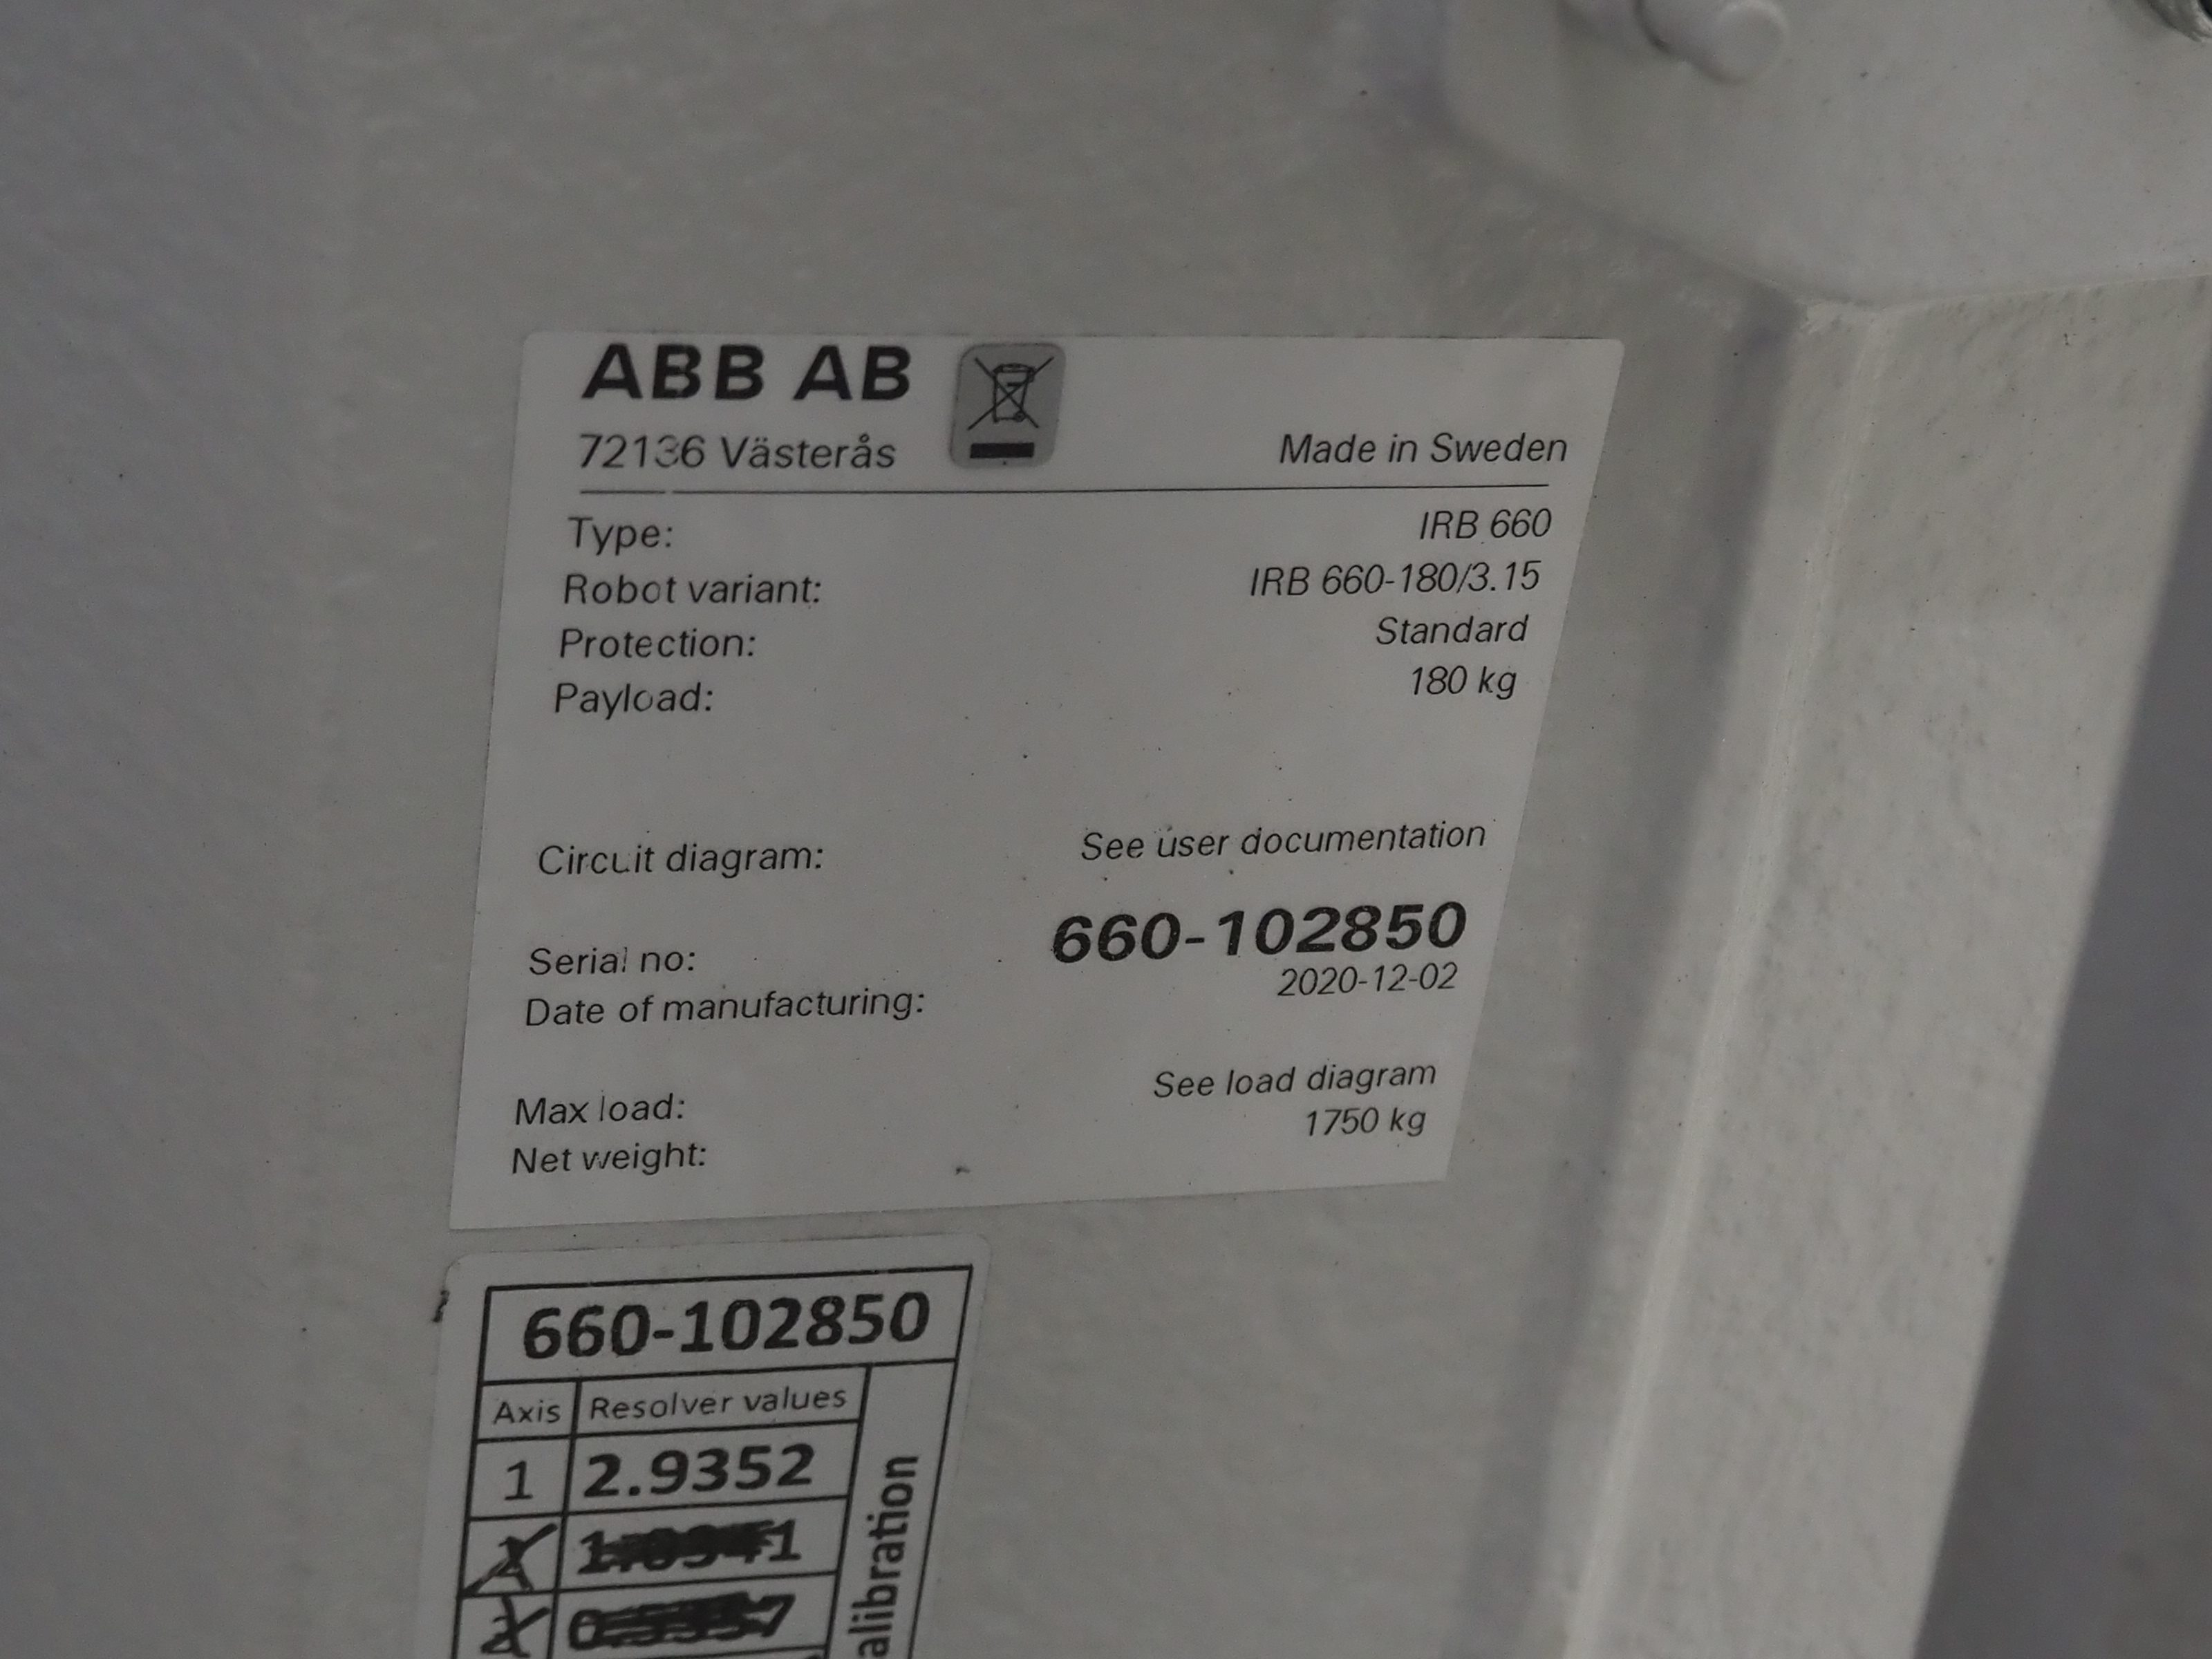 ABB AB
72136 Västerås
Made in Sweden
Type: IRB 660
Robot variant: IRB 660-180/3.15
Protection: Standard
Payload: 180 kg
Circuit diagram: See user documentation
Serial no: 660-102850
Date of manufacturing: 2020-12-02
Max load: See load diagram
Net weight: 1750 kg
660-102850
Axis Resolver values
1 2.9352
alibration